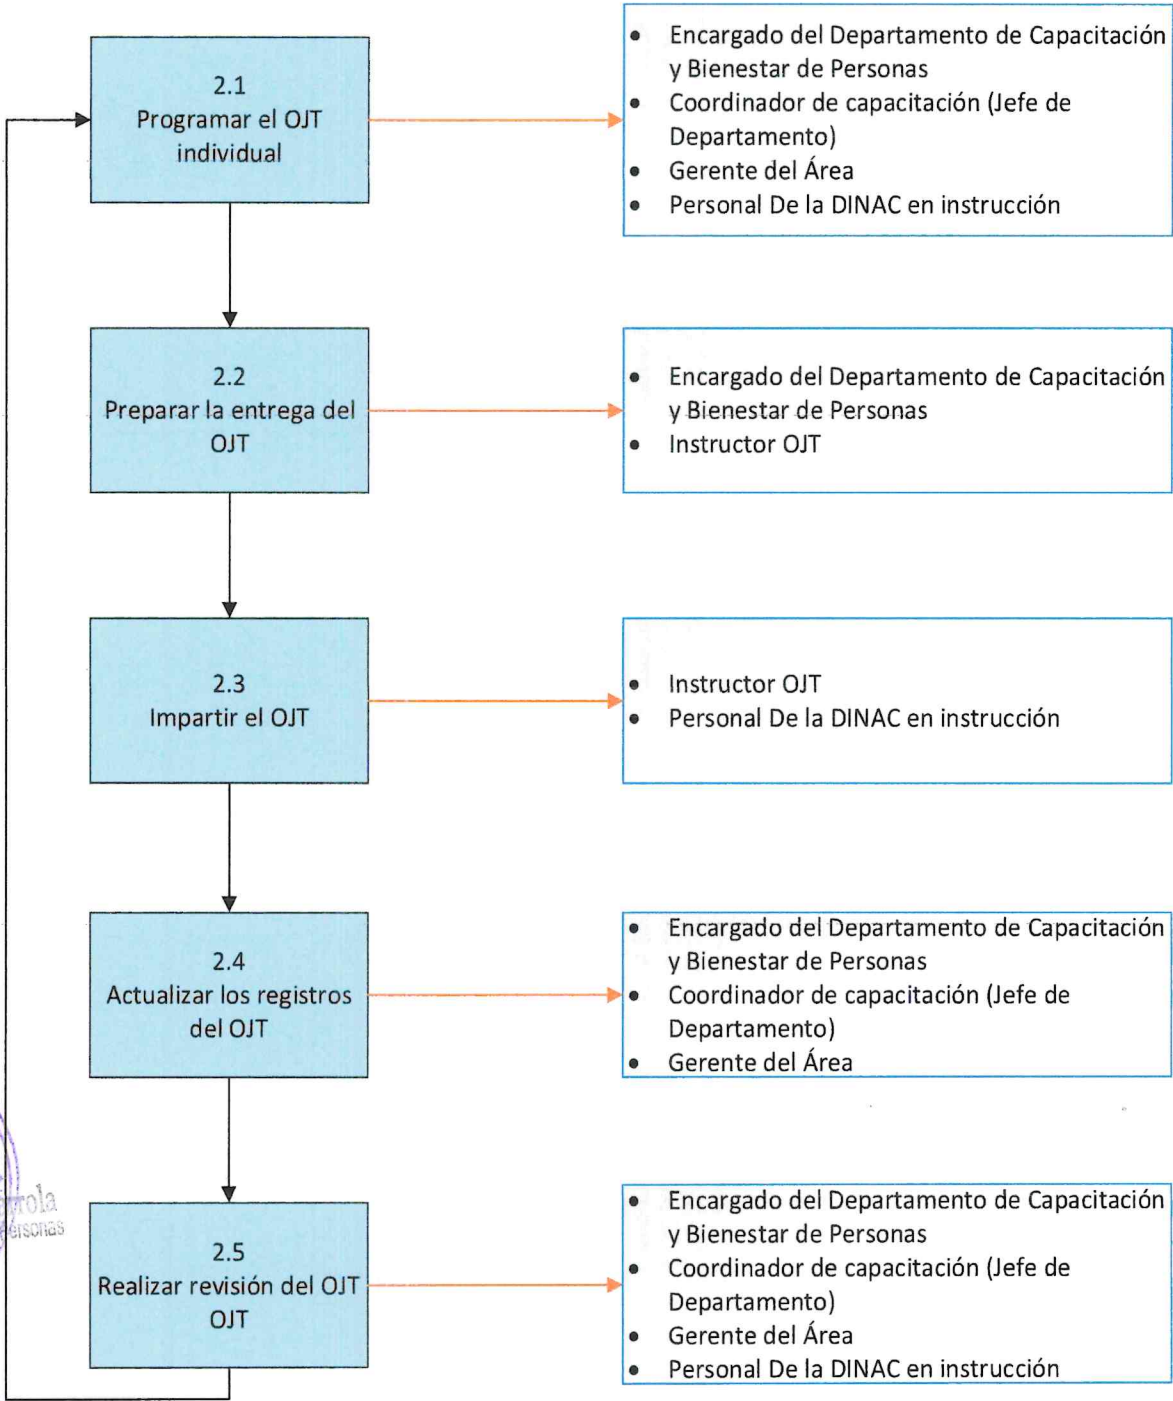 2.1
Programar el OJT
individual
• Encargado del Departamento de Capacitación
y Bienestar de Personas
• Coordinador de capacitación (Jefe de
Departamento)
• Gerente del Área
• Personal De la DINAC en instrucción
2.2
Preparar la entrega del
OJT
• Encargado del Departamento de Capacitación
y Bienestar de Personas
• Instructor OJT
2.3
Impartir el OJT
• Instructor OJT
• Personal De la DINAC en instrucción
2.4
Actualizar los registros
del OJT
• Encargado del Departamento de Capacitación
y Bienestar de Personas
• Coordinador de capacitación (Jefe de
Departamento)
• Gerente del Área
2.5
Realizar revisión del OJT
OJT
• Encargado del Departamento de Capacitación
y Bienestar de Personas
• Coordinador de capacitación (Jefe de
Departamento)
• Gerente del Área
• Personal De la DINAC en instrucción